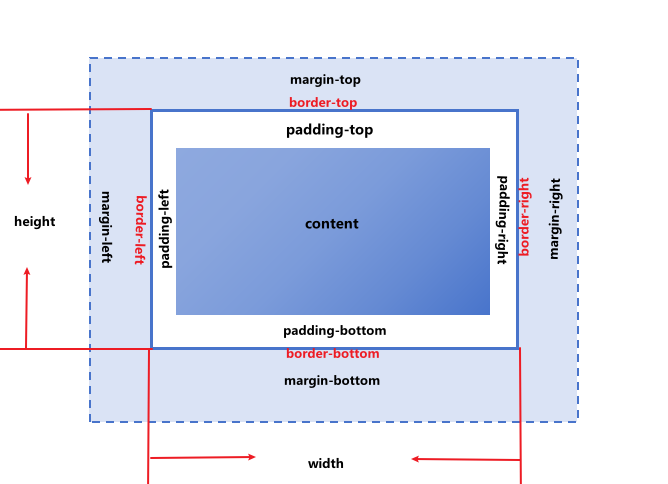 margin-top
border-top
padding-top
height
margin-left
border-left
padding-left
content
padding-right
border-right
margin-right
padding-bottom
border-bottom
margin-bottom
width